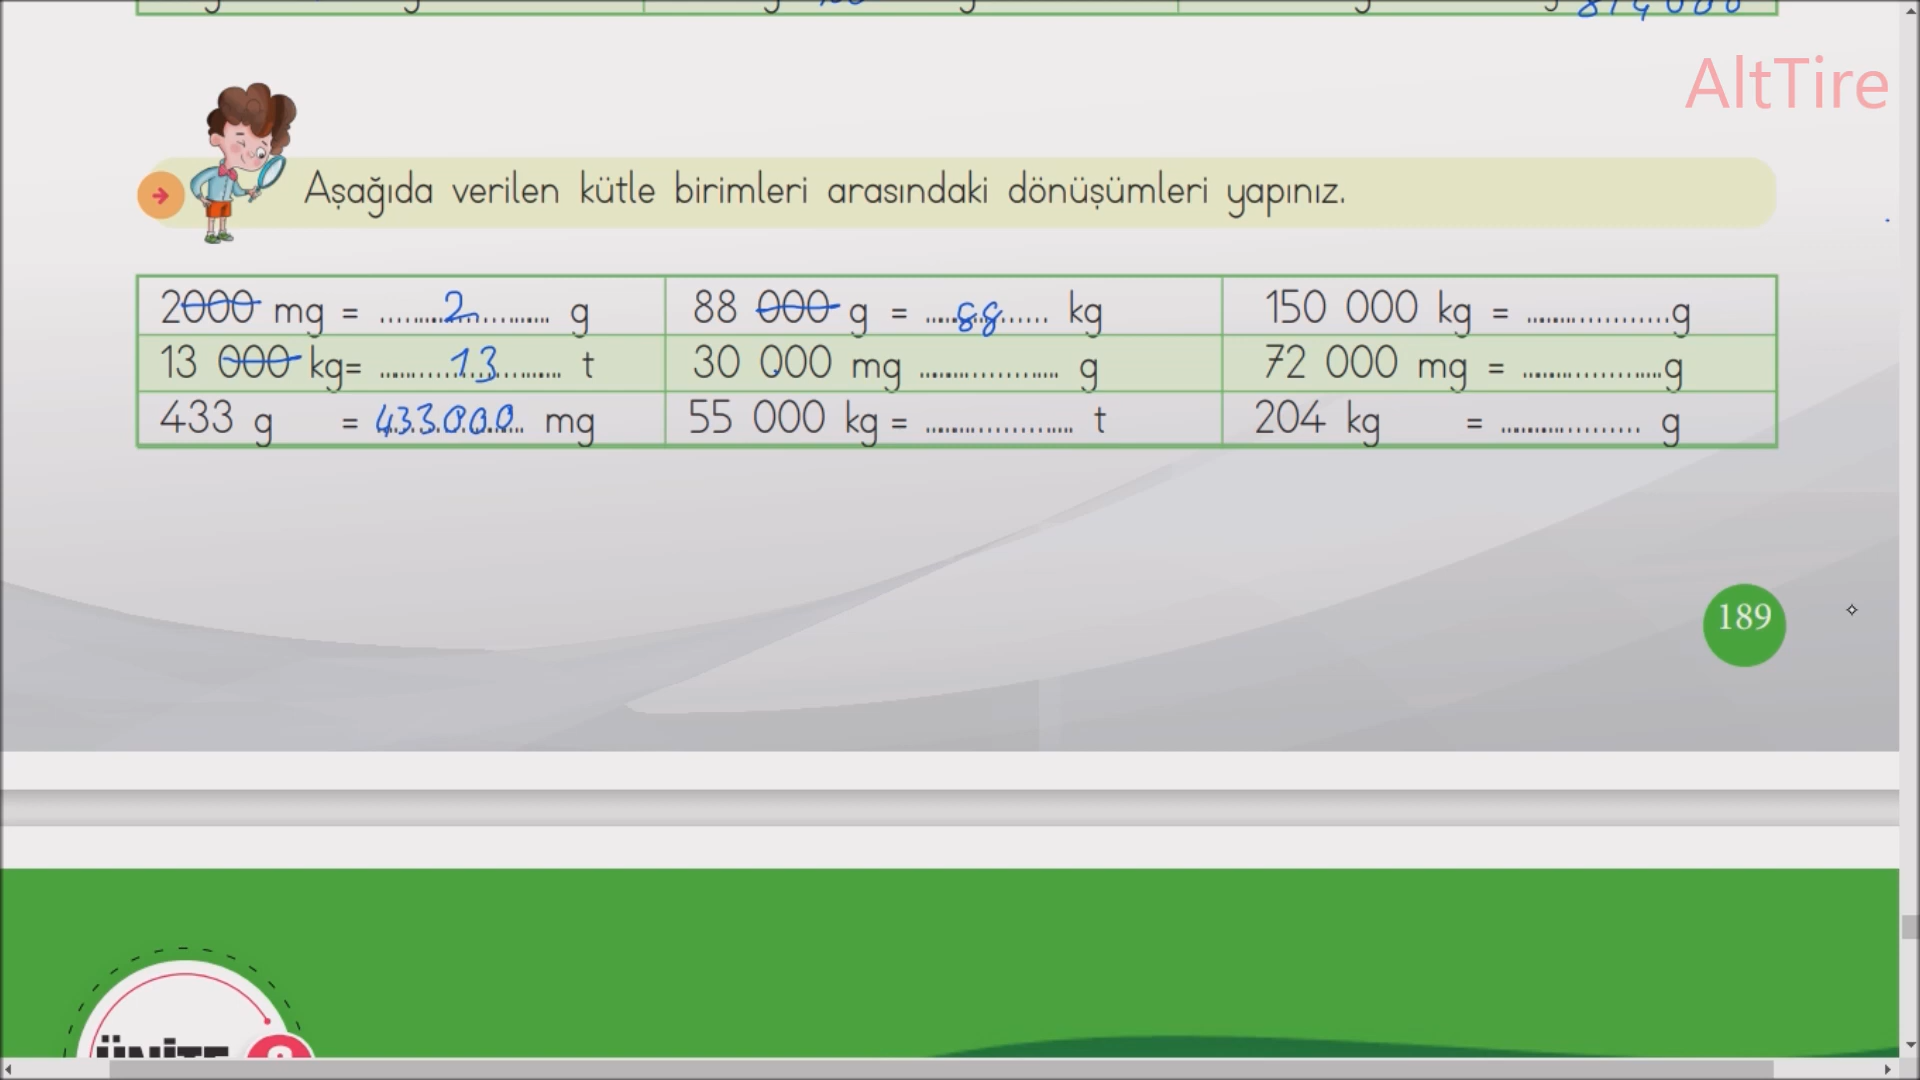 AltTire
Aşağıda verilen kütle birimleri arasındaki dönüşümleri yapınız.
2000 mg = .....2..... g
88 000 g = .....88..... kg
150 000 kg = ....................g
13 000 kg= .....13..... t
30 000 mg .................... g
72 000 mg = ....................g
433 g = 433.000 mg
55 000 kg = .................... t
204 kg = .................... g
189
ÜNİTE